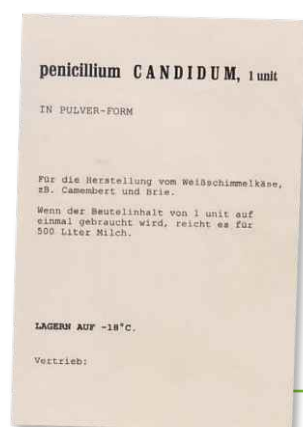 penicillium CANDIDUM, 1 unit
IN PULVER-FORM
Für die Herstellung vom Weißschimmelkäse,
zB. Camembert und Brie.
Wenn der Beutelinhalt von 1 unit auf
einmal gebraucht wird, reicht es für
500 Liter Milch.
LAGERN AUF -18°C.
Vertrieb: